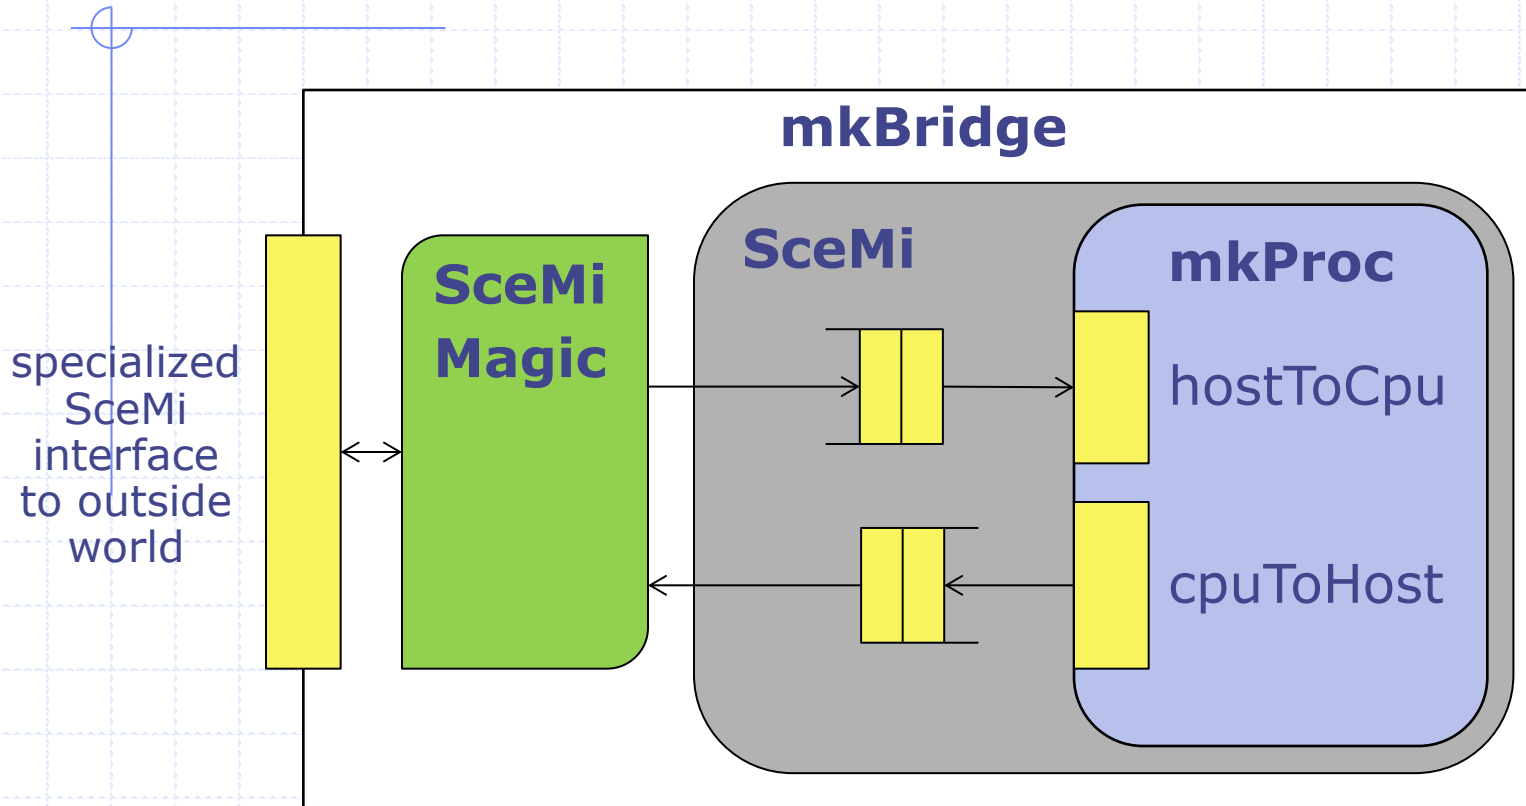 mkBridge
specialized
SceMi
interface
to outside
world
SceMi
Magic
SceMi
mkProc
hostToCpu
cpuToHost